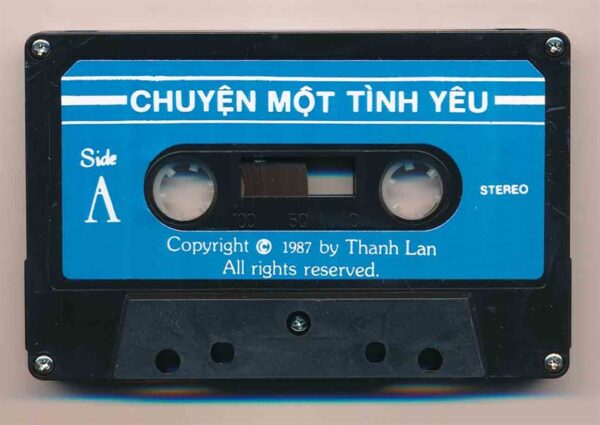 CHUYỆN MỘT TÌNH YÊU
Side
A
STEREO
100 50 0
Copyright © 1987 by Thanh Lan
All rights reserved.